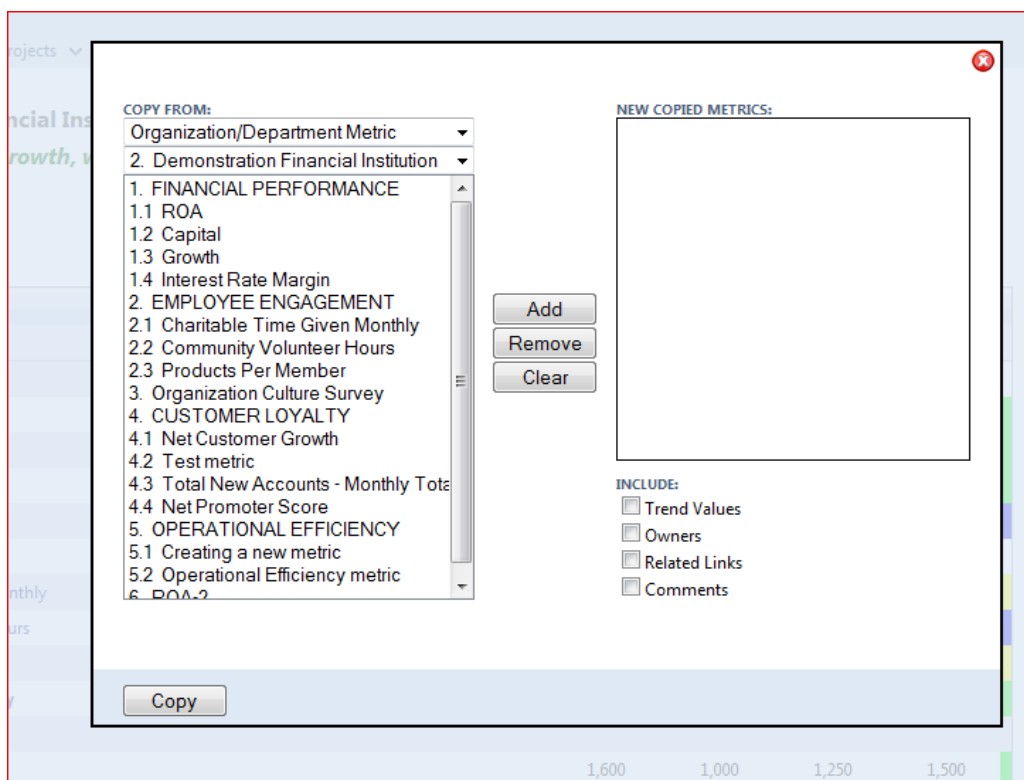 rojects
ncial Ins
rowth, v
COPY FROM:
Organization/Department Metric
2. Demonstration Financial Institution
1. FINANCIAL PERFORMANCE
1.1 ROA
1.2 Capital
1.3 Growth
1.4 Interest Rate Margin
2. EMPLOYEE ENGAGEMENT
2.1 Charitable Time Given Monthly
2.2 Community Volunteer Hours
2.3 Products Per Member
3. Organization Culture Survey
4. CUSTOMER LOYALTY
4.1 Net Customer Growth
4.2 Test metric
4.3 Total New Accounts - Monthly Tota
4.4 Net Promoter Score
5. OPERATIONAL EFFICIENCY
5.1 Creating a new metric
5.2 Operational Efficiency metric
6. ROA-2
Add
Remove
Clear
NEW COPIED METRICS:
INCLUDE:
Trend Values
Owners
Related Links
Comments
nthly
urs
y
Copy
1,600 1,000 1,250 1,500